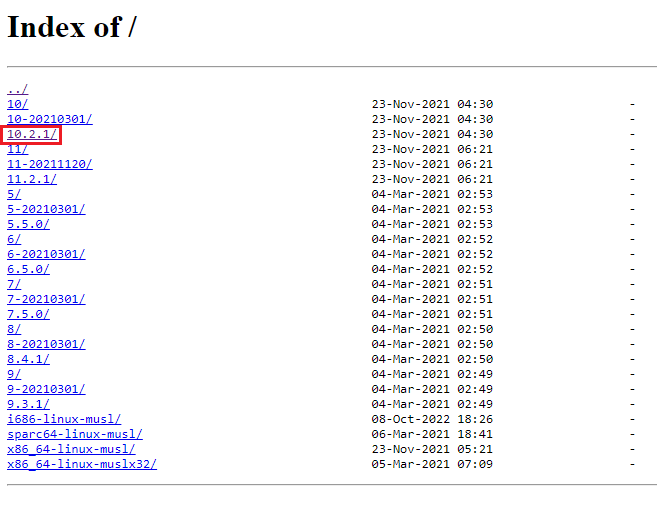 Index of /
../
10/ 23-Nov-2021 04:30 -
10-20210301/ 23-Nov-2021 04:30 -
10.2.1/ 23-Nov-2021 04:30 -
11/ 23-Nov-2021 06:21 -
11-20211120/ 23-Nov-2021 06:21 -
11.2.1/ 23-Nov-2021 06:21 -
5/ 04-Mar-2021 02:53 -
5-20210301/ 04-Mar-2021 02:53 -
5.5.0/ 04-Mar-2021 02:53 -
6/ 04-Mar-2021 02:52 -
6-20210301/ 04-Mar-2021 02:52 -
6.5.0/ 04-Mar-2021 02:52 -
7/ 04-Mar-2021 02:51 -
7-20210301/ 04-Mar-2021 02:51 -
7.5.0/ 04-Mar-2021 02:51 -
8/ 04-Mar-2021 02:50 -
8-20210301/ 04-Mar-2021 02:50 -
8.4.1/ 04-Mar-2021 02:50 -
9/ 04-Mar-2021 02:49 -
9-20210301/ 04-Mar-2021 02:49 -
9.3.1/ 04-Mar-2021 02:49 -
i686-linux-musl/ 08-Oct-2022 18:26 -
sparc64-linux-musl/ 06-Mar-2021 18:41 -
x86_64-linux-musl/ 23-Nov-2021 05:21 -
x86_64-linux-muslx32/ 05-Mar-2021 07:09 -